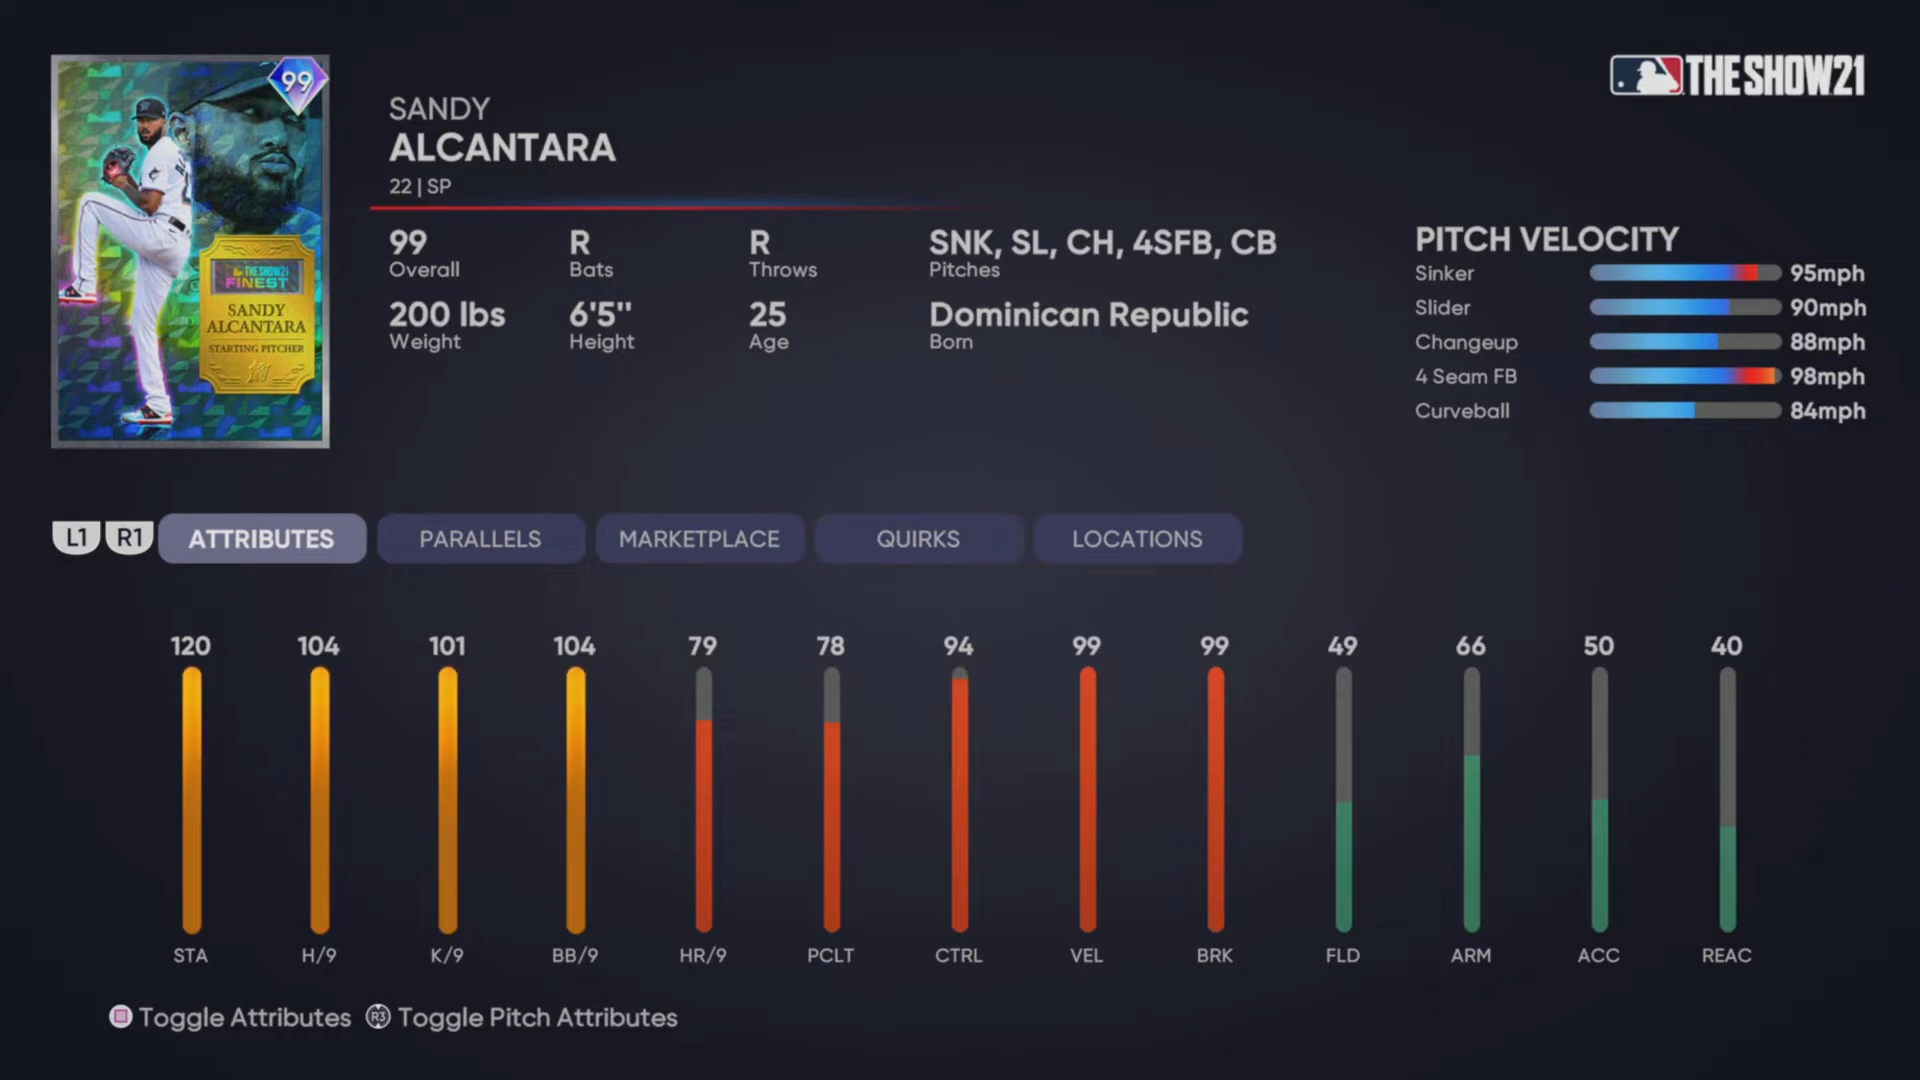 99
THE SHOW 21
FINEST
SANDY
ALCANTARA
STARTING PITCHER
SANDY
ALCANTARA
22 | SP
99
Overall
R
Bats
R
Throws
SNK, SL, CH, 4SFB, CB
Pitches
200 lbs
Weight
6'5"
Height
25
Age
Dominican Republic
Born
THE SHOW 21
PITCH VELOCITY
Sinker 95mph
Slider 90mph
Changeup 88mph
4 Seam FB 98mph
Curveball 84mph
L1 R1 ATTRIBUTES PARALLELS MARKETPLACE QUIRKS LOCATIONS
120 104 101 104 79 78 94 99 99 49 66 50 40
STA H/9 K/9 BB/9 HR/9 PCLT CTRL VEL BRK FLD ARM ACC REAC
Toggle Attributes R3 Toggle Pitch Attributes